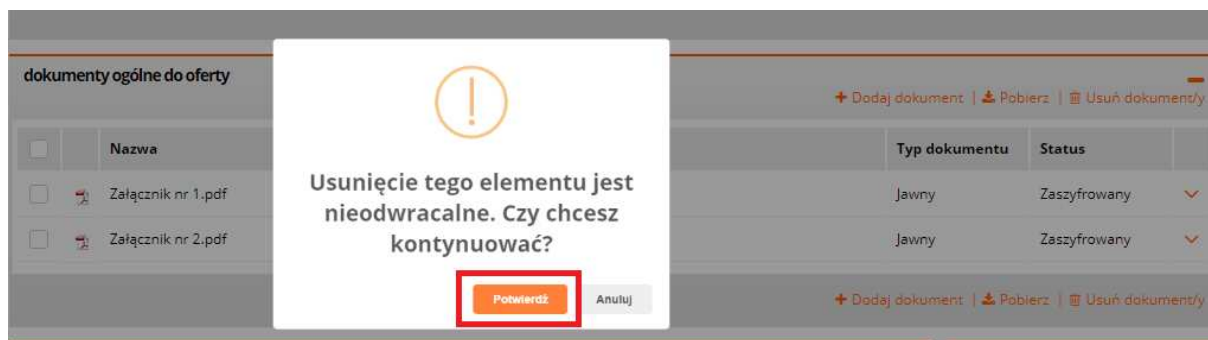 dokumenty ogólne do oferty
+ Dodaj dokument | Pobierz | Usuń dokument/y
Nazwa Typ dokumentu Status
Załącznik nr 1.pdf Jawny Zaszyfrowany
Załącznik nr 2.pdf Jawny Zaszyfrowany
Usunięcie tego elementu jest
nieodwracalne. Czy chcesz
kontynuować?
Potwierdź Anuluj
+ Dodaj dokument | Pobierz | Usuń dokument/y